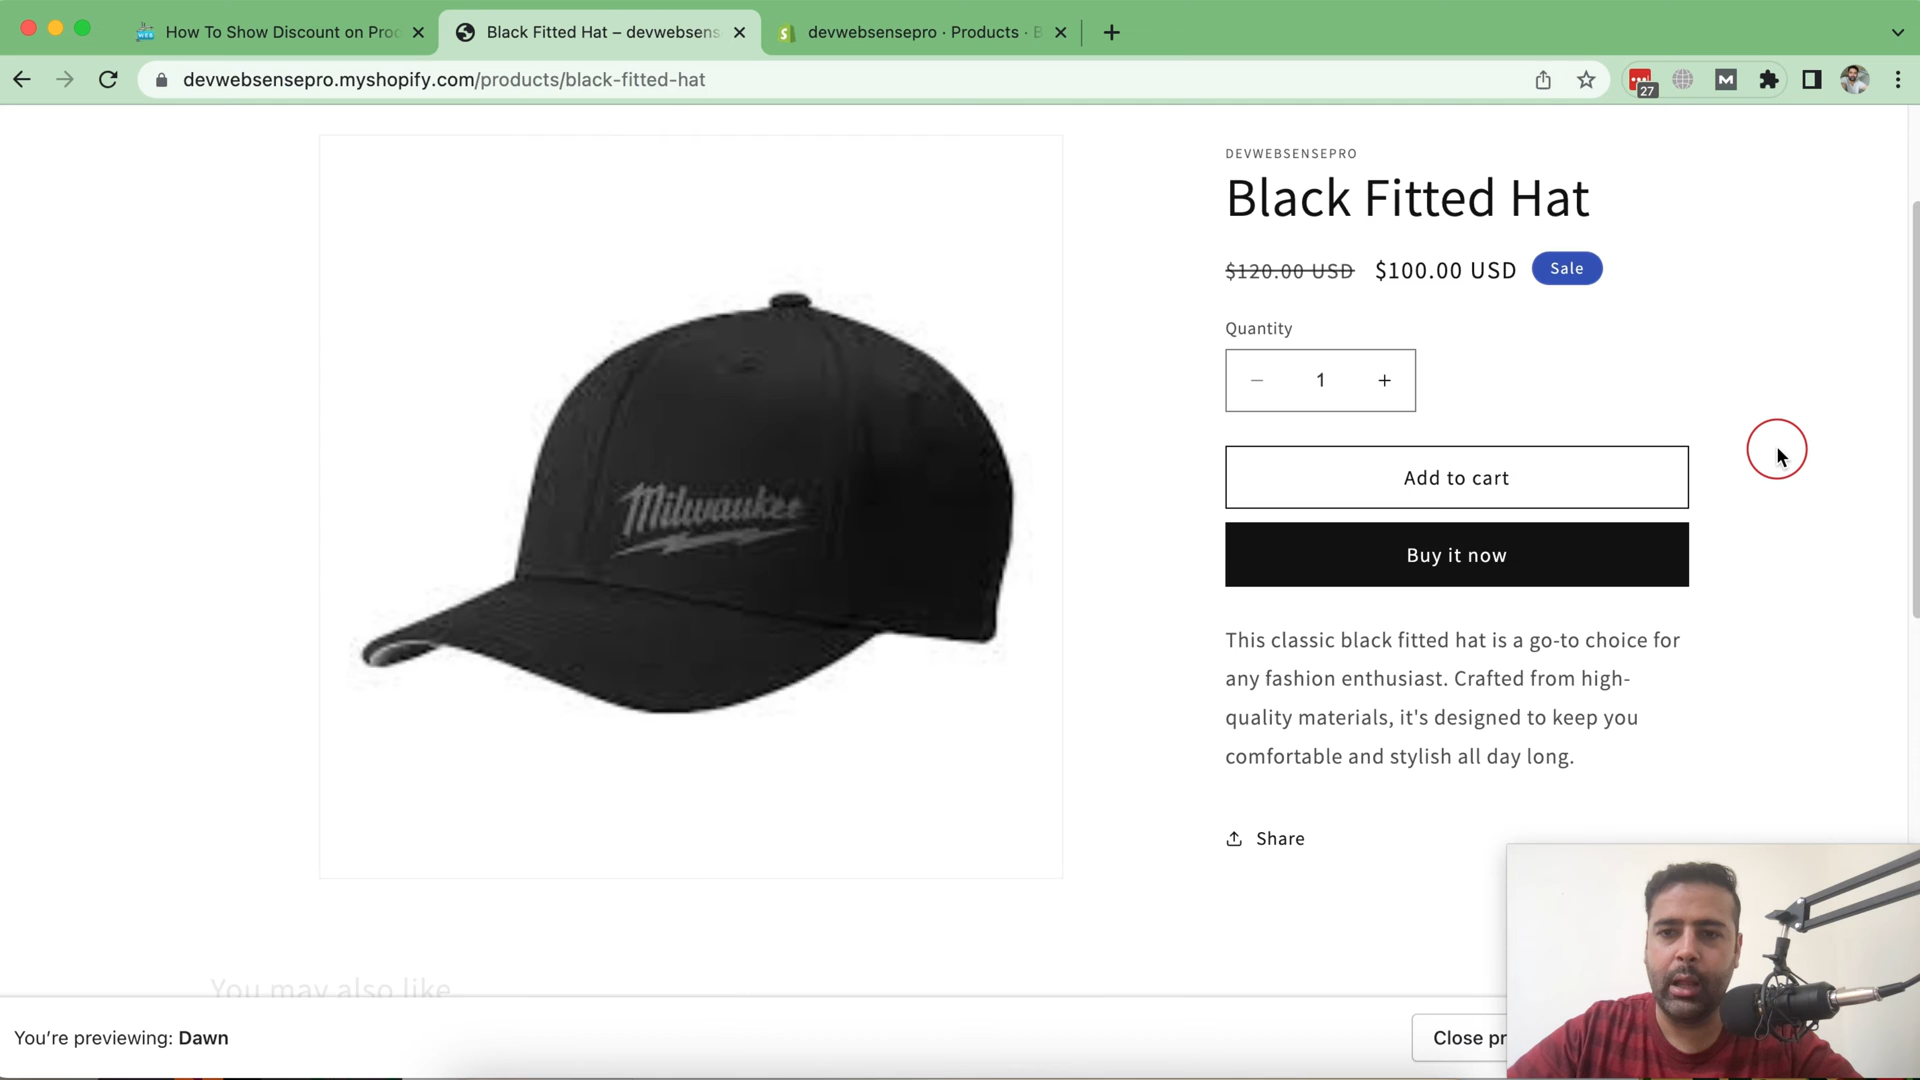 How To Show Discount on Proc
Black Fitted Hat – devwebsens
devwebsensepro · Products · B
devwebsensepro.myshopify.com/products/black-fitted-hat
27
M
DEVWEBSENSEPRO
Black Fitted Hat
$120.00 USD $100.00 USD Sale
Quantity
1
Add to cart
Buy it now
This classic black fitted hat is a go-to choice for
any fashion enthusiast. Crafted from high-
quality materials, it's designed to keep you
comfortable and stylish all day long.
Share
Milwaukee
You may also like
You’re previewing: Dawn
Close pr